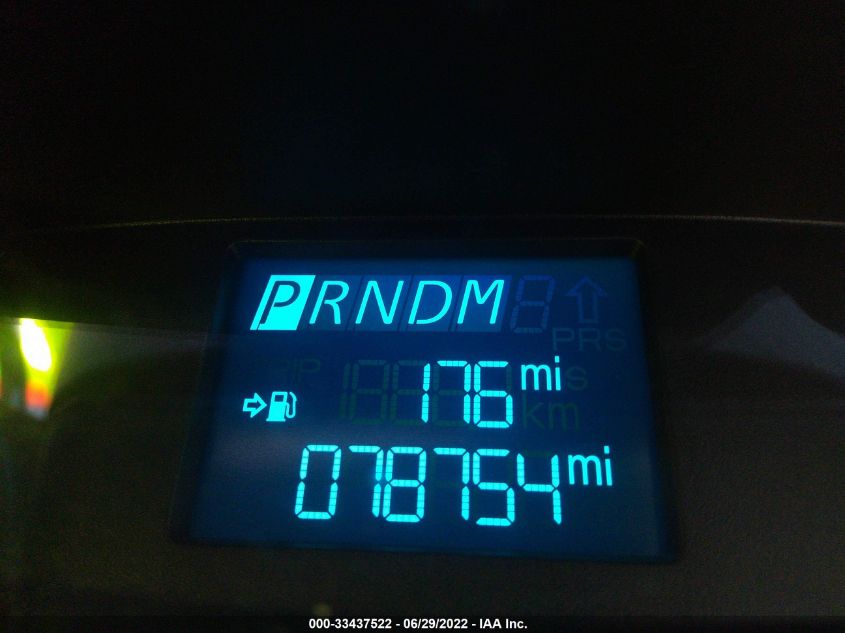 PRNDM
176 mi
078754 mi
000-33437522 - 06/29/2022 - IAA Inc.